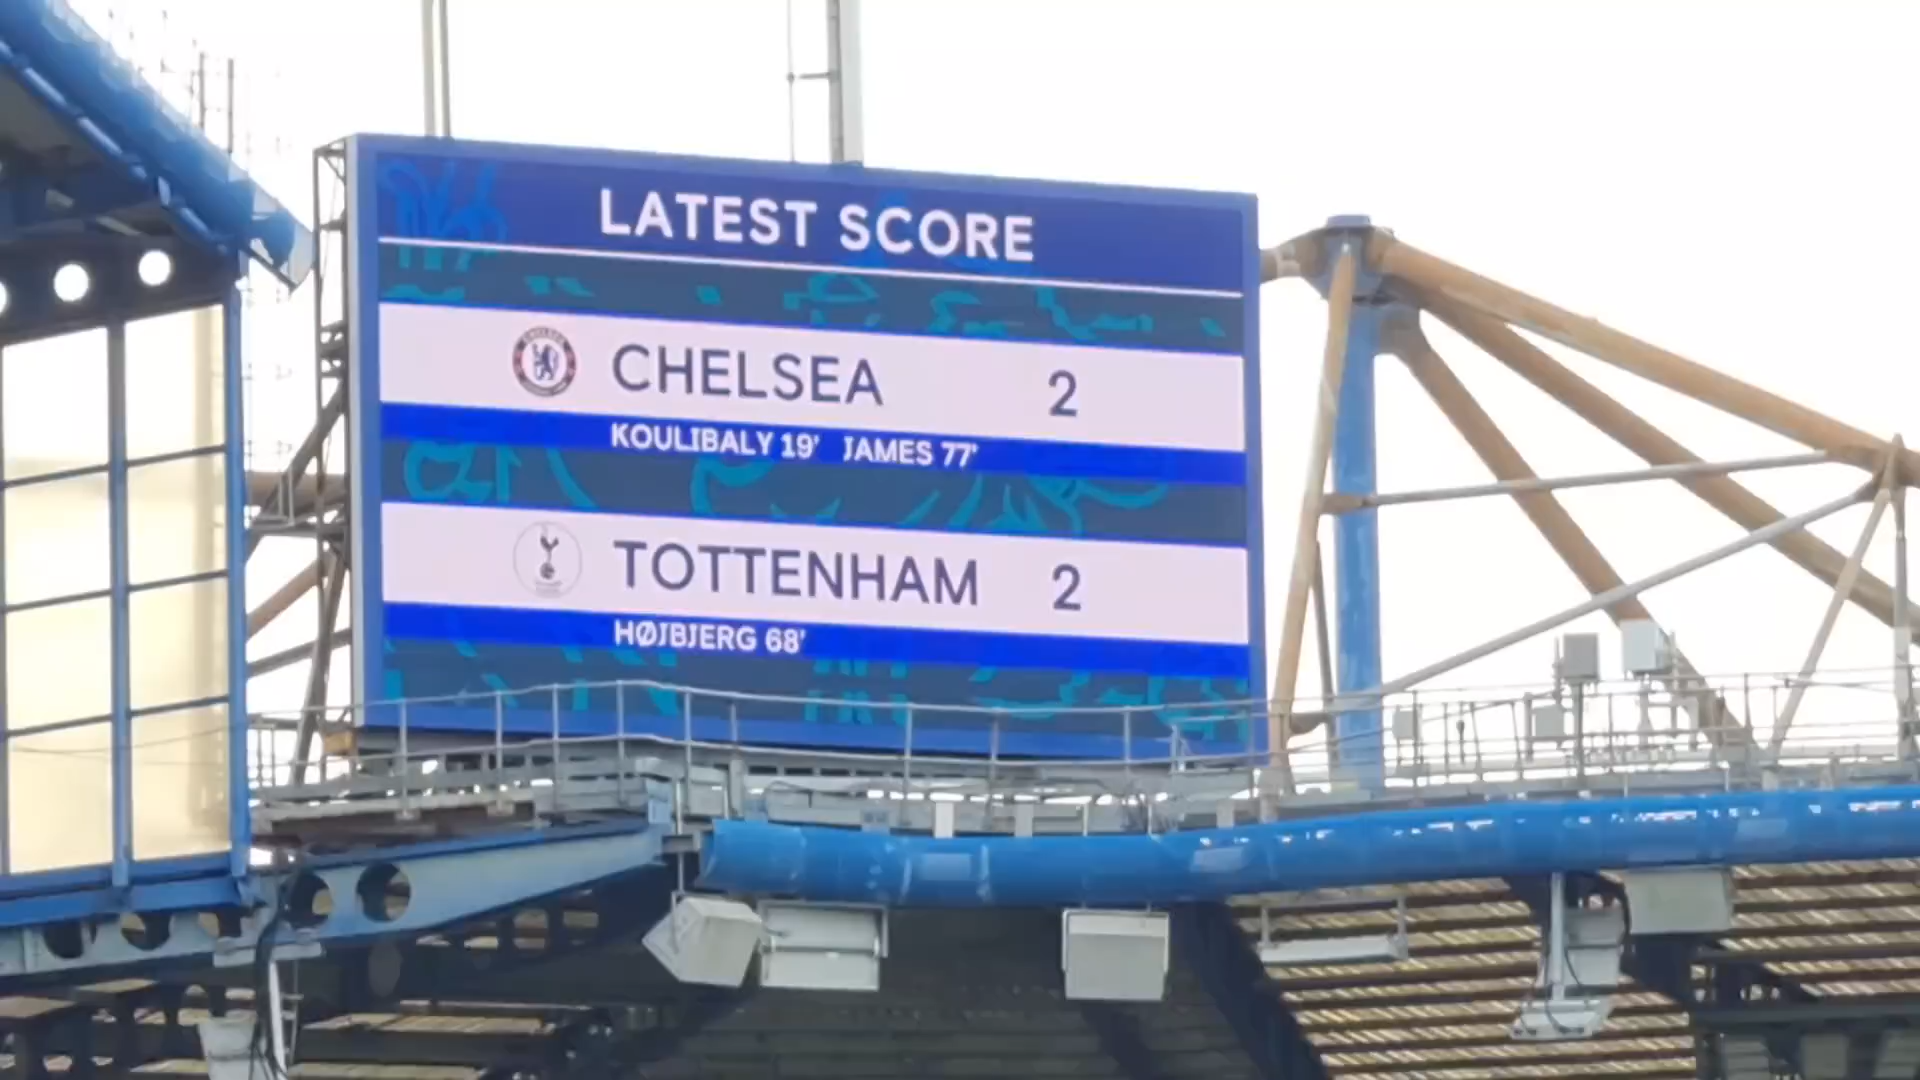 LATEST SCORE
CHELSEA 2
KOULIBALY 19' JAMES 77'
TOTTENHAM 2
HØJBJERG 68'